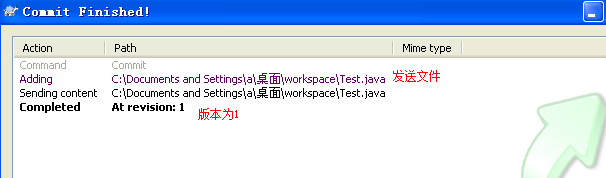 Commit Finished!
Action Path Mime type
Command Commit
Adding C:\Documents and Settings\a\桌面\workspace\Test.java 发送文件
Sending content C:\Documents and Settings\a\桌面\workspace\Test.java
Completed At revision: 1
版本为1